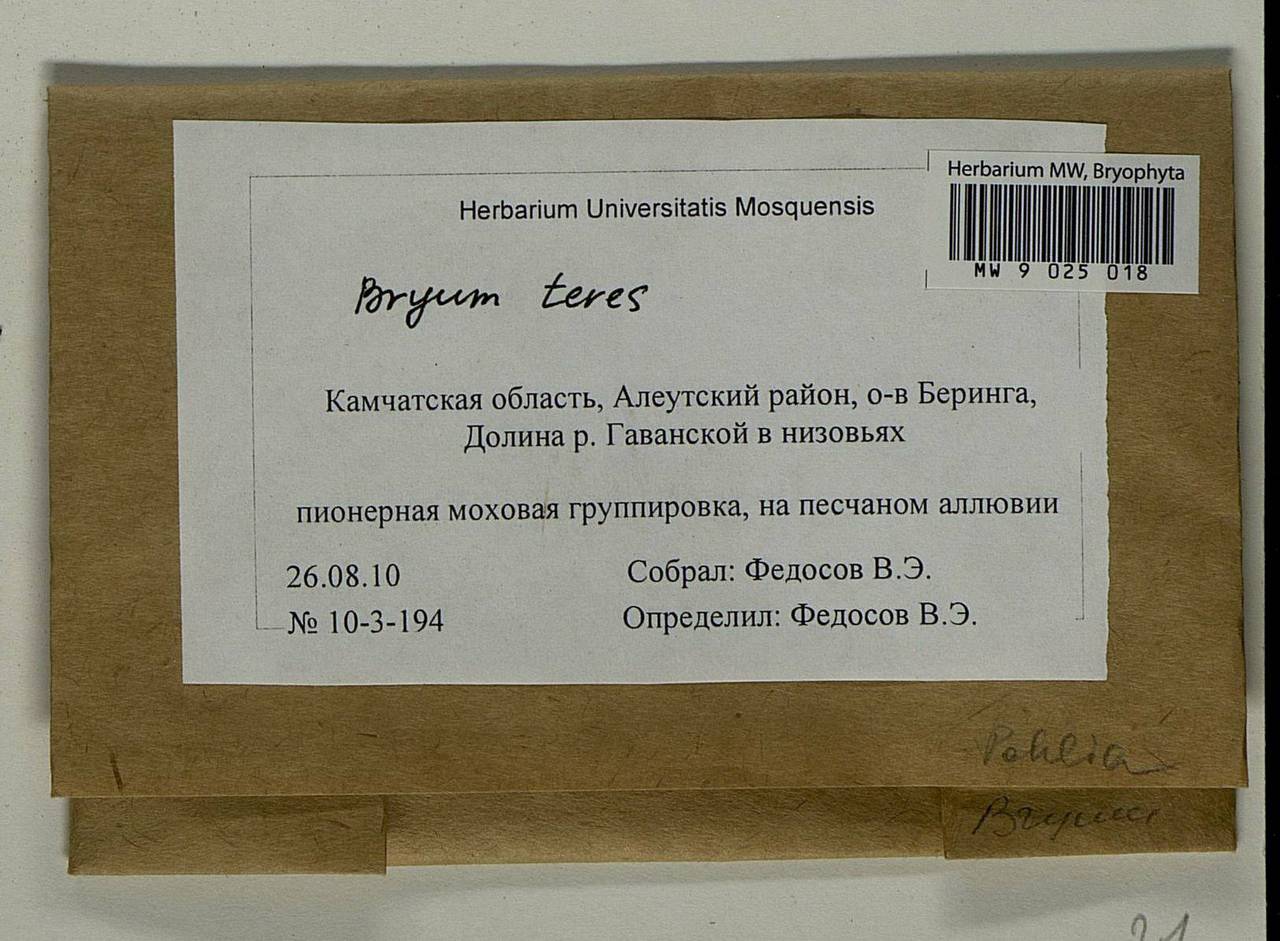 Herbarium MW, Bryophyta
MW 9 025 018
Herbarium Universitatis Mosquensis
Bryum teres
Камчатская область, Алеутский район, о-в Беринга,
Долина р. Гаванской в низовьях
пионерная моховая группировка, на песчаном аллювии
26.08.10 Собрал: Федосов В.Э.
№ 10-3-194 Определил: Федосов В.Э.
Pohlia
Bryum